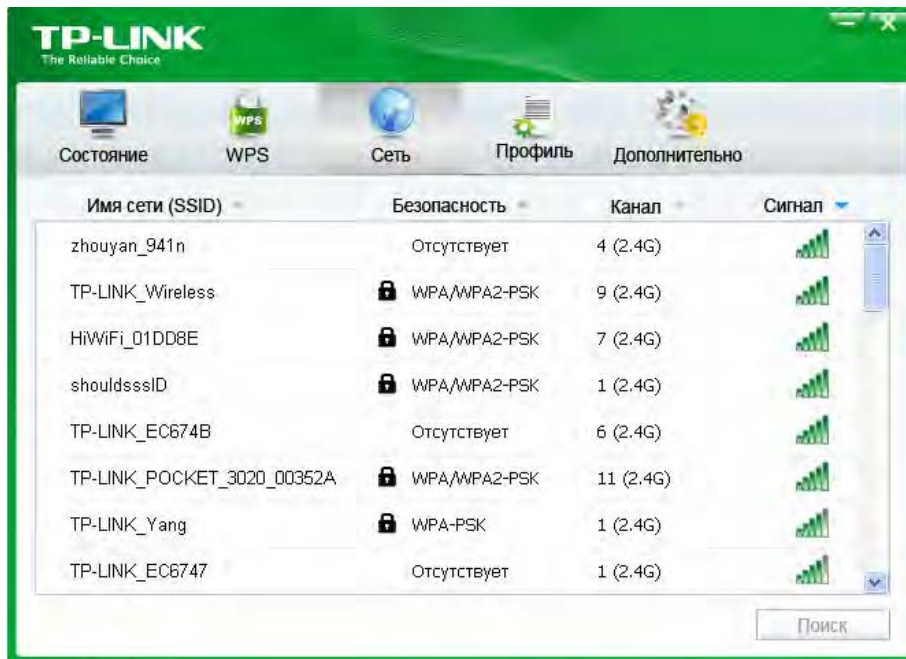 TP-LINK
The Reliable Choice
WPS
Состояние WPS Сеть Профиль Дополнительно
Имя сети (SSID) Безопасность Канал Сигнал
zhouyan_941n Отсутствует 4 (2.4G)
TP-LINK_Wireless WPA/WPA2-PSK 9 (2.4G)
HiWiFi_01DD8E WPA/WPA2-PSK 7 (2.4G)
shouldsssID WPA/WPA2-PSK 1 (2.4G)
TP-LINK_EC674B Отсутствует 6 (2.4G)
TP-LINK_POCKET_3020_00352A WPA/WPA2-PSK 11 (2.4G)
TP-LINK_Yang WPA-PSK 1 (2.4G)
TP-LINK_EC6747 Отсутствует 1 (2.4G)
Поиск